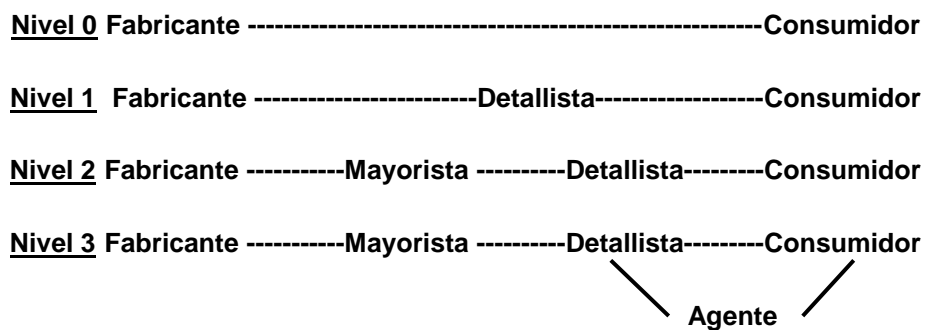 Nivel 0 Fabricante ---------------------------------------------------------Consumidor
Nivel 1 Fabricante -------------------------Detallista-------------------Consumidor
Nivel 2 Fabricante -----------Mayorista ----------Detallista---------Consumidor
Nivel 3 Fabricante -----------Mayorista ----------Detallista---------Consumidor
Agente